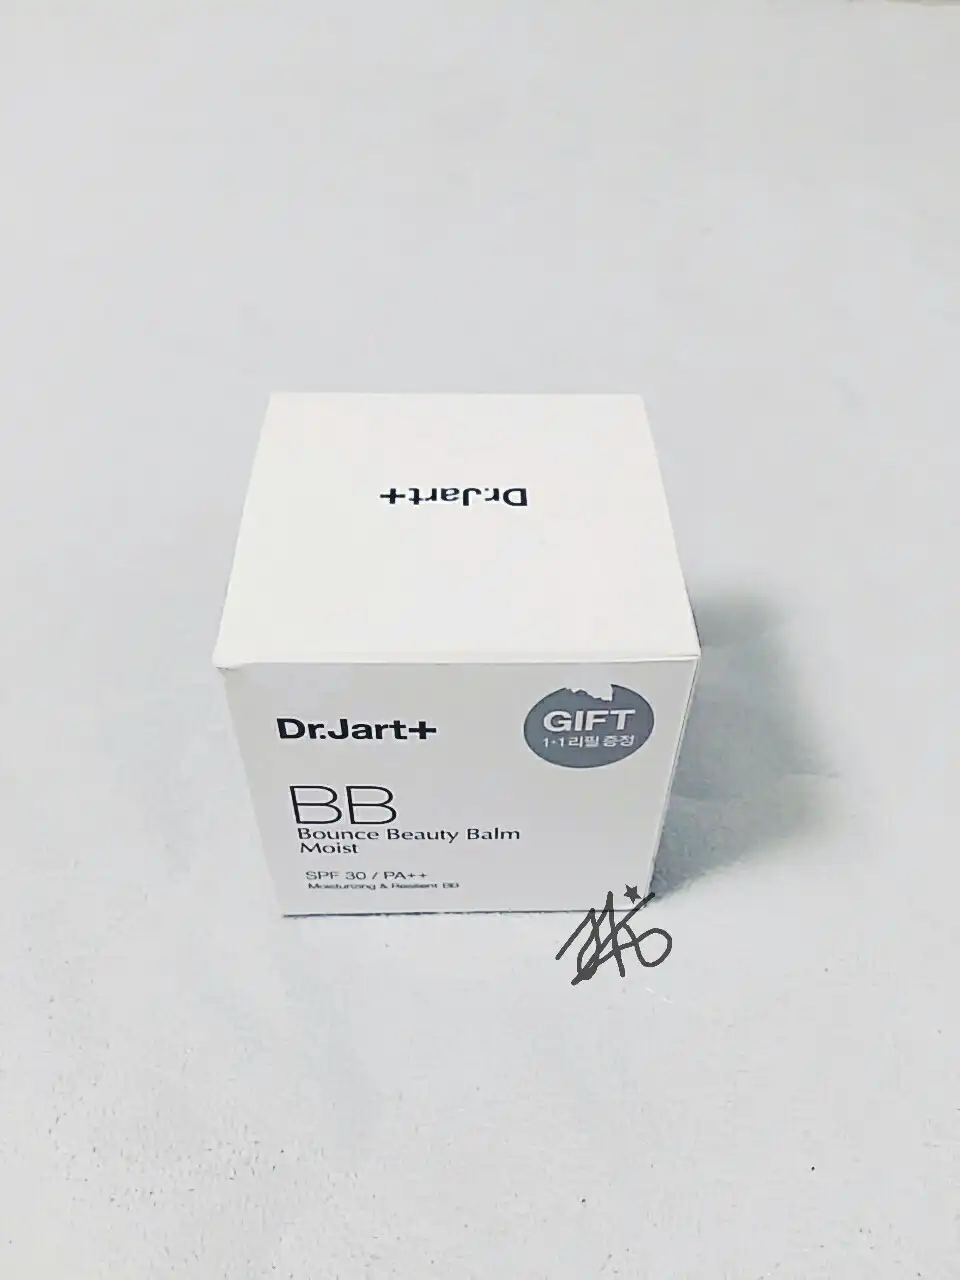 Dr.Jart+
Dr.Jart+
GIFT
1+1 리필 증정
BB
Bounce Beauty Balm
Moist
SPF 30 / PA++
Moisturizing & Resilient BB